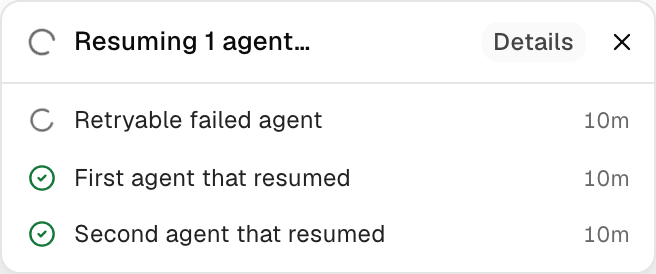 Resuming 1 agent...
Details
Retryable failed agent 10m
First agent that resumed 10m
Second agent that resumed 10m